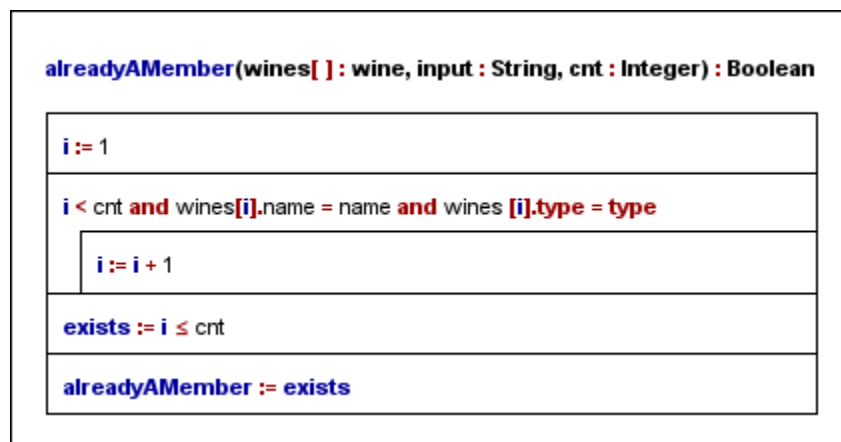 alreadyAMember(wines[ ] : wine, input : String, cnt : Integer) : Boolean
i := 1
i < cnt and wines[i].name = name and wines [i].type = type
i := i + 1
exists := i ≤ cnt
alreadyAMember := exists